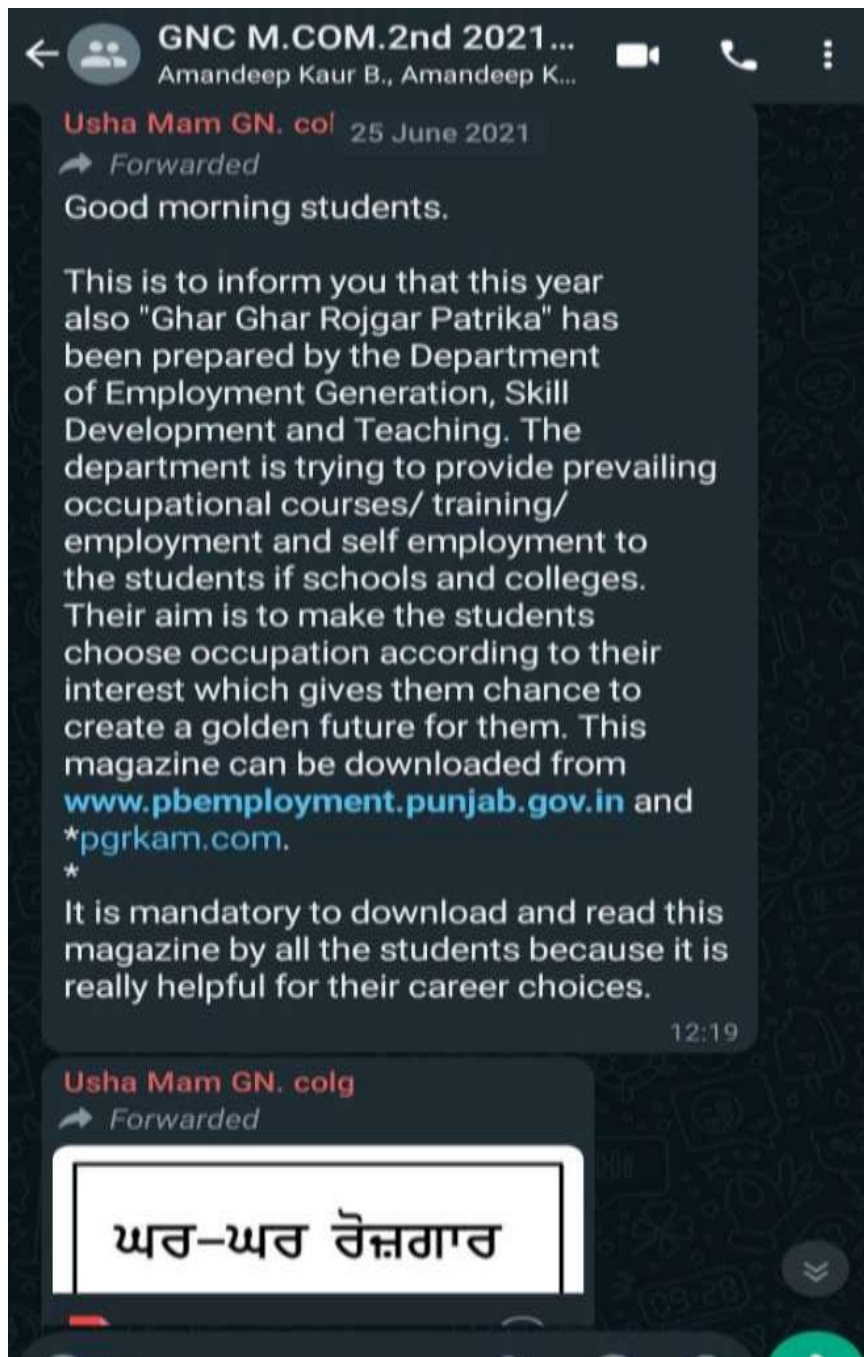 GNC M.COM.2nd 2021...
Amandeep Kaur B., Amandeep K...
Usha Mam GN. col
25 June 2021
Forwarded
Good morning students.
This is to inform you that this year
also "Ghar Ghar Rojgar Patrika" has
been prepared by the Department
of Employment Generation, Skill
Development and Teaching. The
department is trying to provide prevailing
occupational courses/ training/
employment and self employment to
the students if schools and colleges.
Their aim is to make the students
choose occupation according to their
interest which gives them chance to
create a golden future for them. This
magazine can be downloaded from
www.pbemployment.punjab.gov.in and
*pgrkam.com.
*
It is mandatory to download and read this
magazine by all the students because it is
really helpful for their career choices.
12:19
Usha Mam GN. colg
Forwarded
ਘਰ-ਘਰ ਰੋਜ਼ਗਾਰ